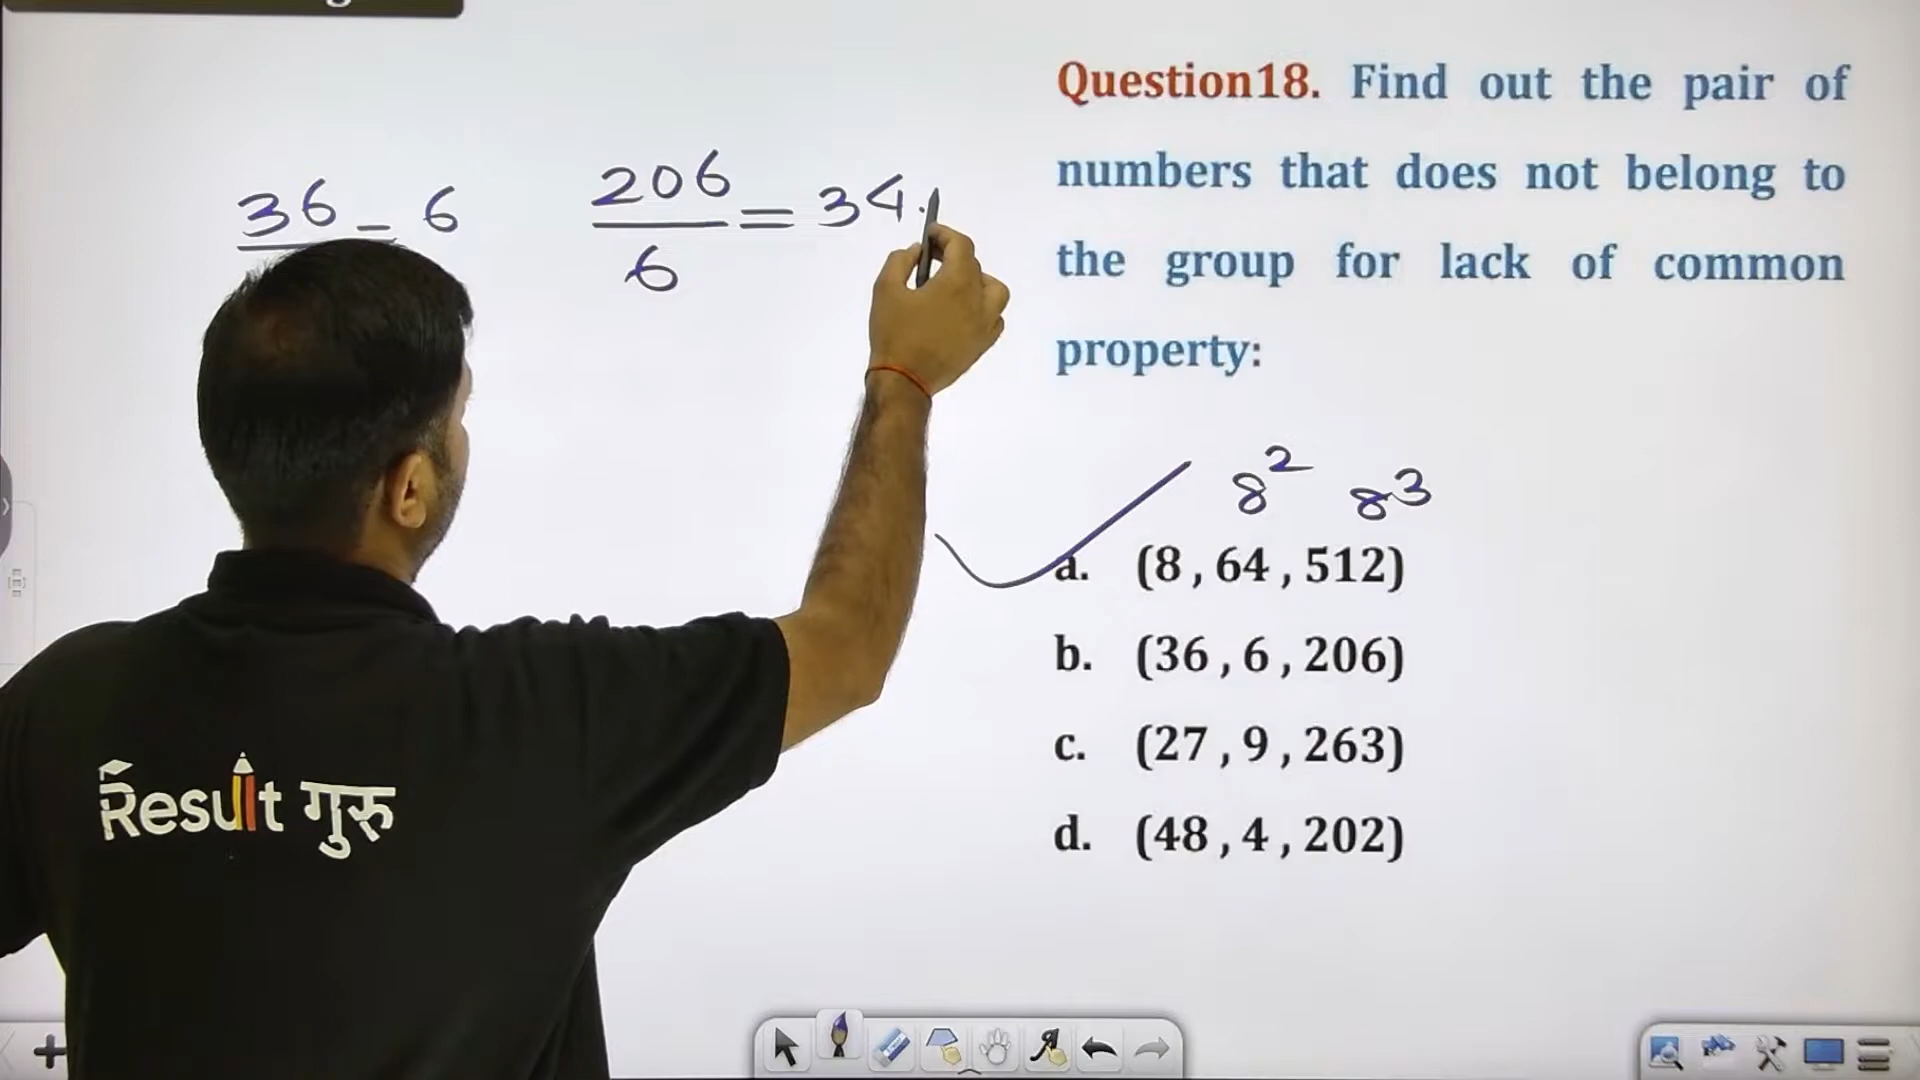 Question18. Find out the pair of
numbers that does not belong to
the group for lack of common
property:
36 = 6
206
6
= 34.
8² 8³
a. (8 , 64 , 512)
b. (36 , 6 , 206)
c. (27 , 9 , 263)
d. (48 , 4 , 202)
Result गुरु